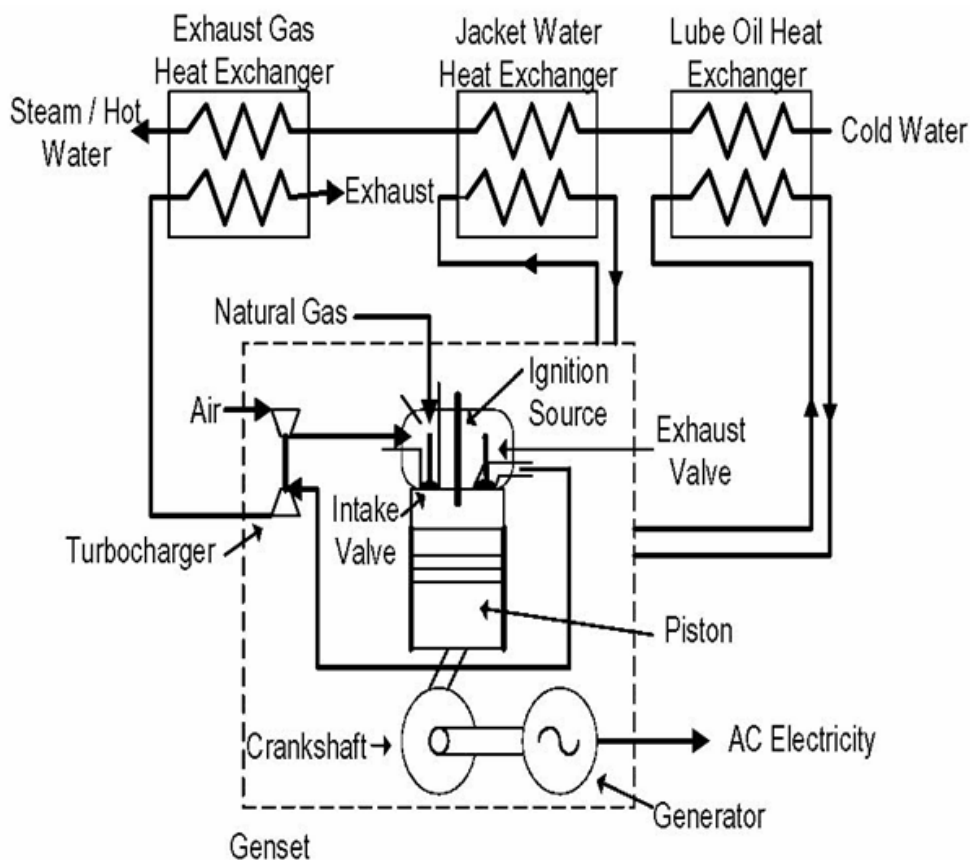 Exhaust Gas
Heat Exchanger
Jacket Water
Heat Exchanger
Lube Oil Heat
Exchanger
Steam / Hot
Water
Cold Water
Exhaust
Natural Gas
Ignition
Source
Air
Exhaust
Valve
Intake
Valve
Turbocharger
Piston
Crankshaft
AC Electricity
Generator
Genset